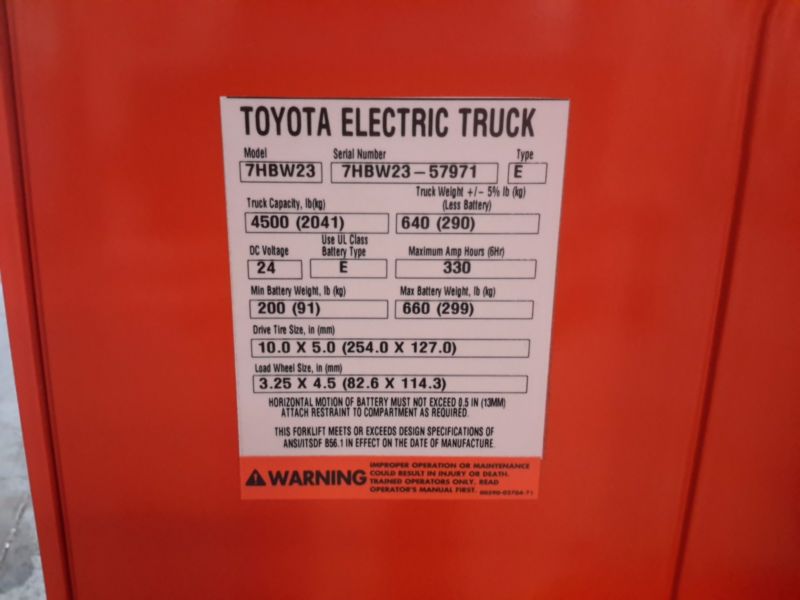 TOYOTA ELECTRIC TRUCK
Model Serial Number Type
7HBW23 7HBW23-57971 E
Truck Capacity, lb(kg) Truck Weight +/- 5% lb (kg)
(Less Battery)
4500 (2041) 640 (290)
DC Voltage Use UL Class Battery Type Maximum Amp Hours (6Hr)
24 E 330
Min Battery Weight, lb (kg) Max Battery Weight, lb (kg)
200 (91) 660 (299)
Drive Tire Size, in (mm)
10.0 X 5.0 (254.0 X 127.0)
Load Wheel Size, in (mm)
3.25 X 4.5 (82.6 X 114.3)
HORIZONTAL MOTION OF BATTERY MUST NOT EXCEED 0.5 IN (13MM)
ATTACH RESTRAINT TO COMPARTMENT AS REQUIRED.
THIS FORKLIFT MEETS OR EXCEEDS DESIGN SPECIFICATIONS OF
ANSI/ITSDF B56.1 IN EFFECT ON THE DATE OF MANUFACTURE
WARNING
IMPROPER OPERATION OR MAINTENANCE
COULD RESULT IN INJURY OR DEATH.
TRAINED OPERATORS ONLY. READ
OPERATOR'S MANUAL FIRST.